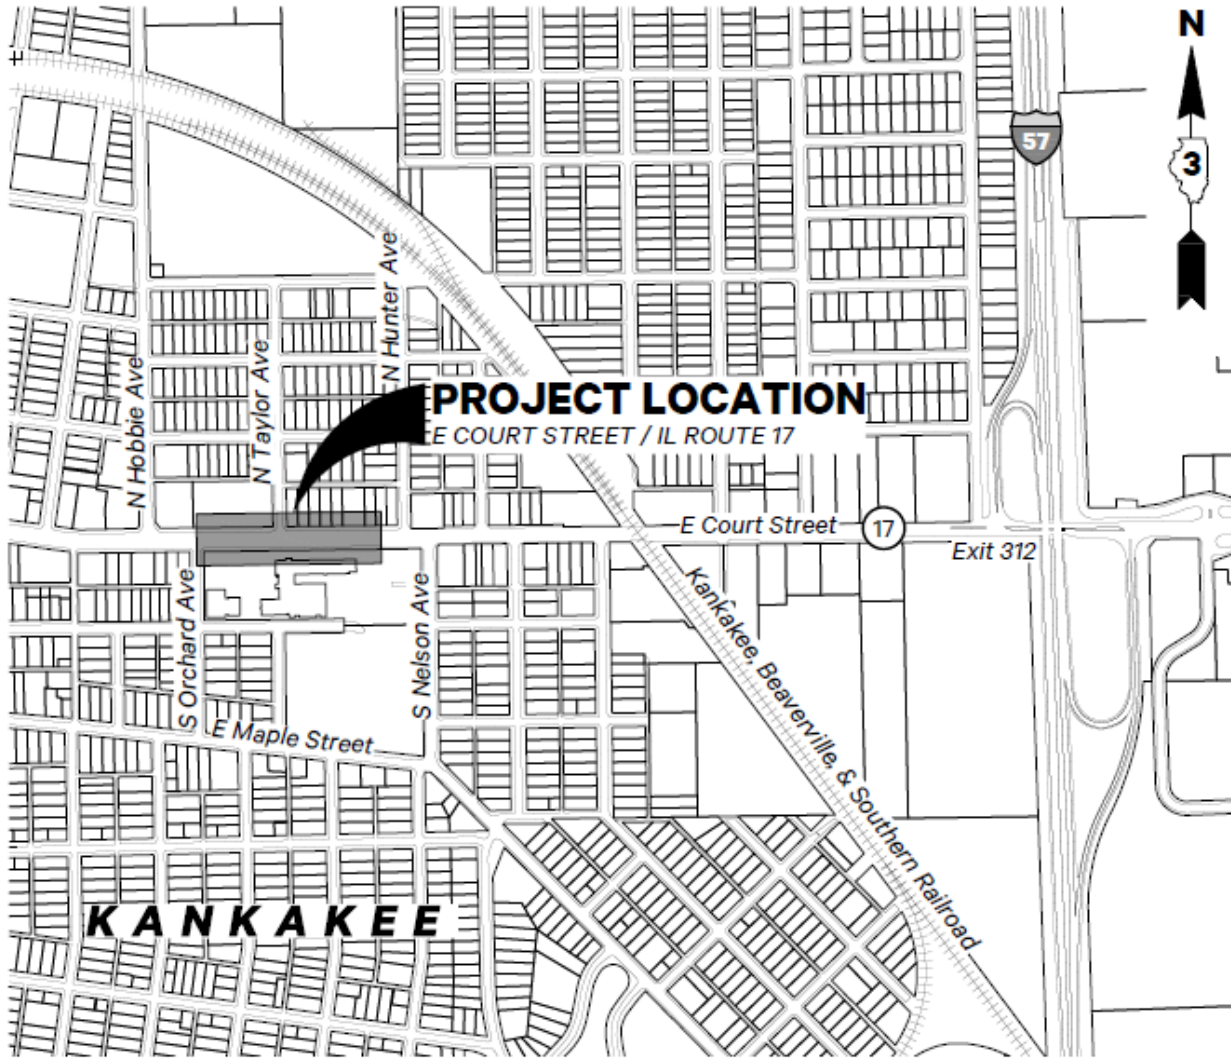 N
57
3
N Hunter Ave
N Hobbie Ave
N Taylor Ave
PROJECT LOCATION
E COURT STREET / IL ROUTE 17
E Court Street
17
Exit 312
S Orchard Ave
S Nelson Ave
Kankakee, Beaverville, & Southern Railroad
E Maple Street
KANKAKEE